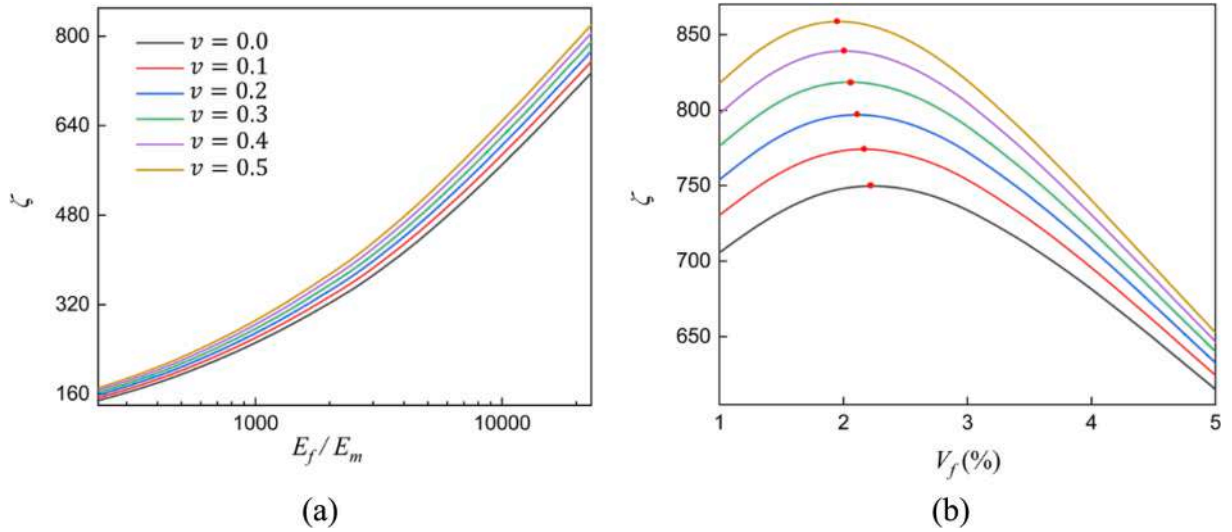 800
640
480
320
160
ζ
v = 0.0
v = 0.1
v = 0.2
v = 0.3
v = 0.4
v = 0.5
1000 10000
E_f / E_m
(a)
850
800
750
700
650
ζ
1 2 3 4 5
V_f (%)
(b)